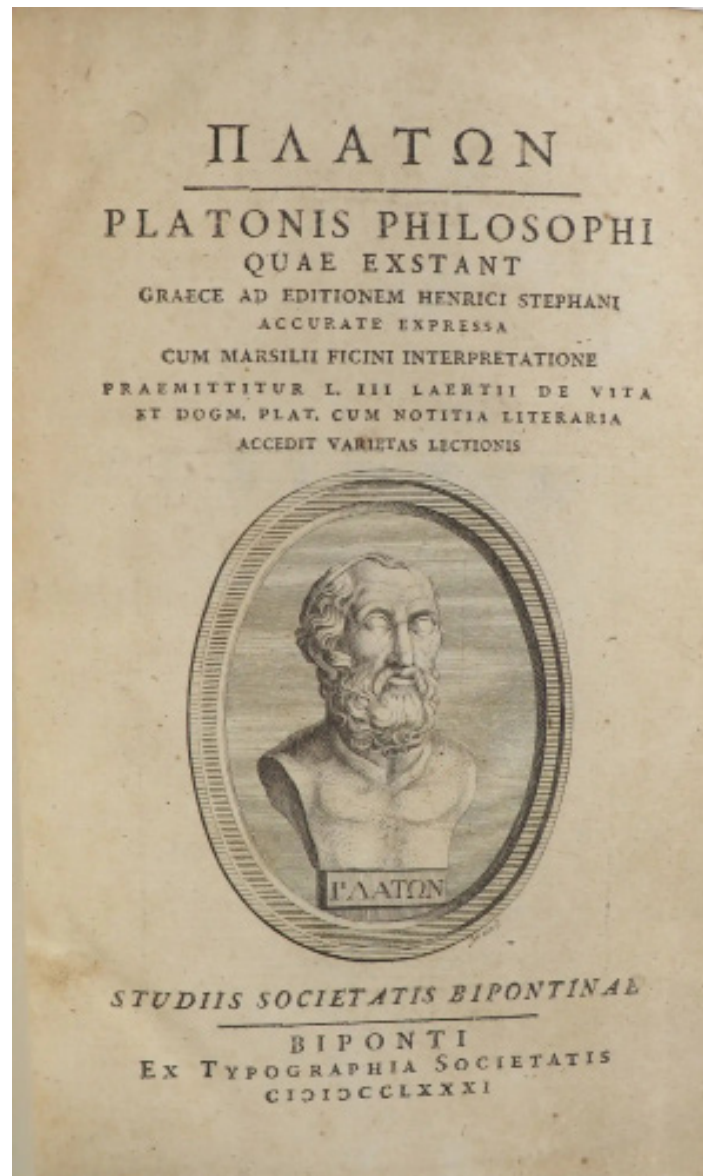 ΠΛΑΤΩΝ
PLATONIS PHILOSOPHI
QUAE EXSTANT
GRAECE AD EDITIONEM HENRICI STEPHANI
ACCURATE EXPRESSA
CUM MARSILII FICINI INTERPRETATIONE
PRAEMITTITUR L. III LAERTII DE VITA
ET DOGM. PLAT. CUM NOTITIA LITERARIA
ACCEDIT VARIETAS LECTIONIS
ΠΛΑΤΩΝ
STUDIIS SOCIETATIS BIPONTINAE
BIPONTI
EX TYPOGRAPHIA SOCIETATIS
CIƆIƆCCLXXXI